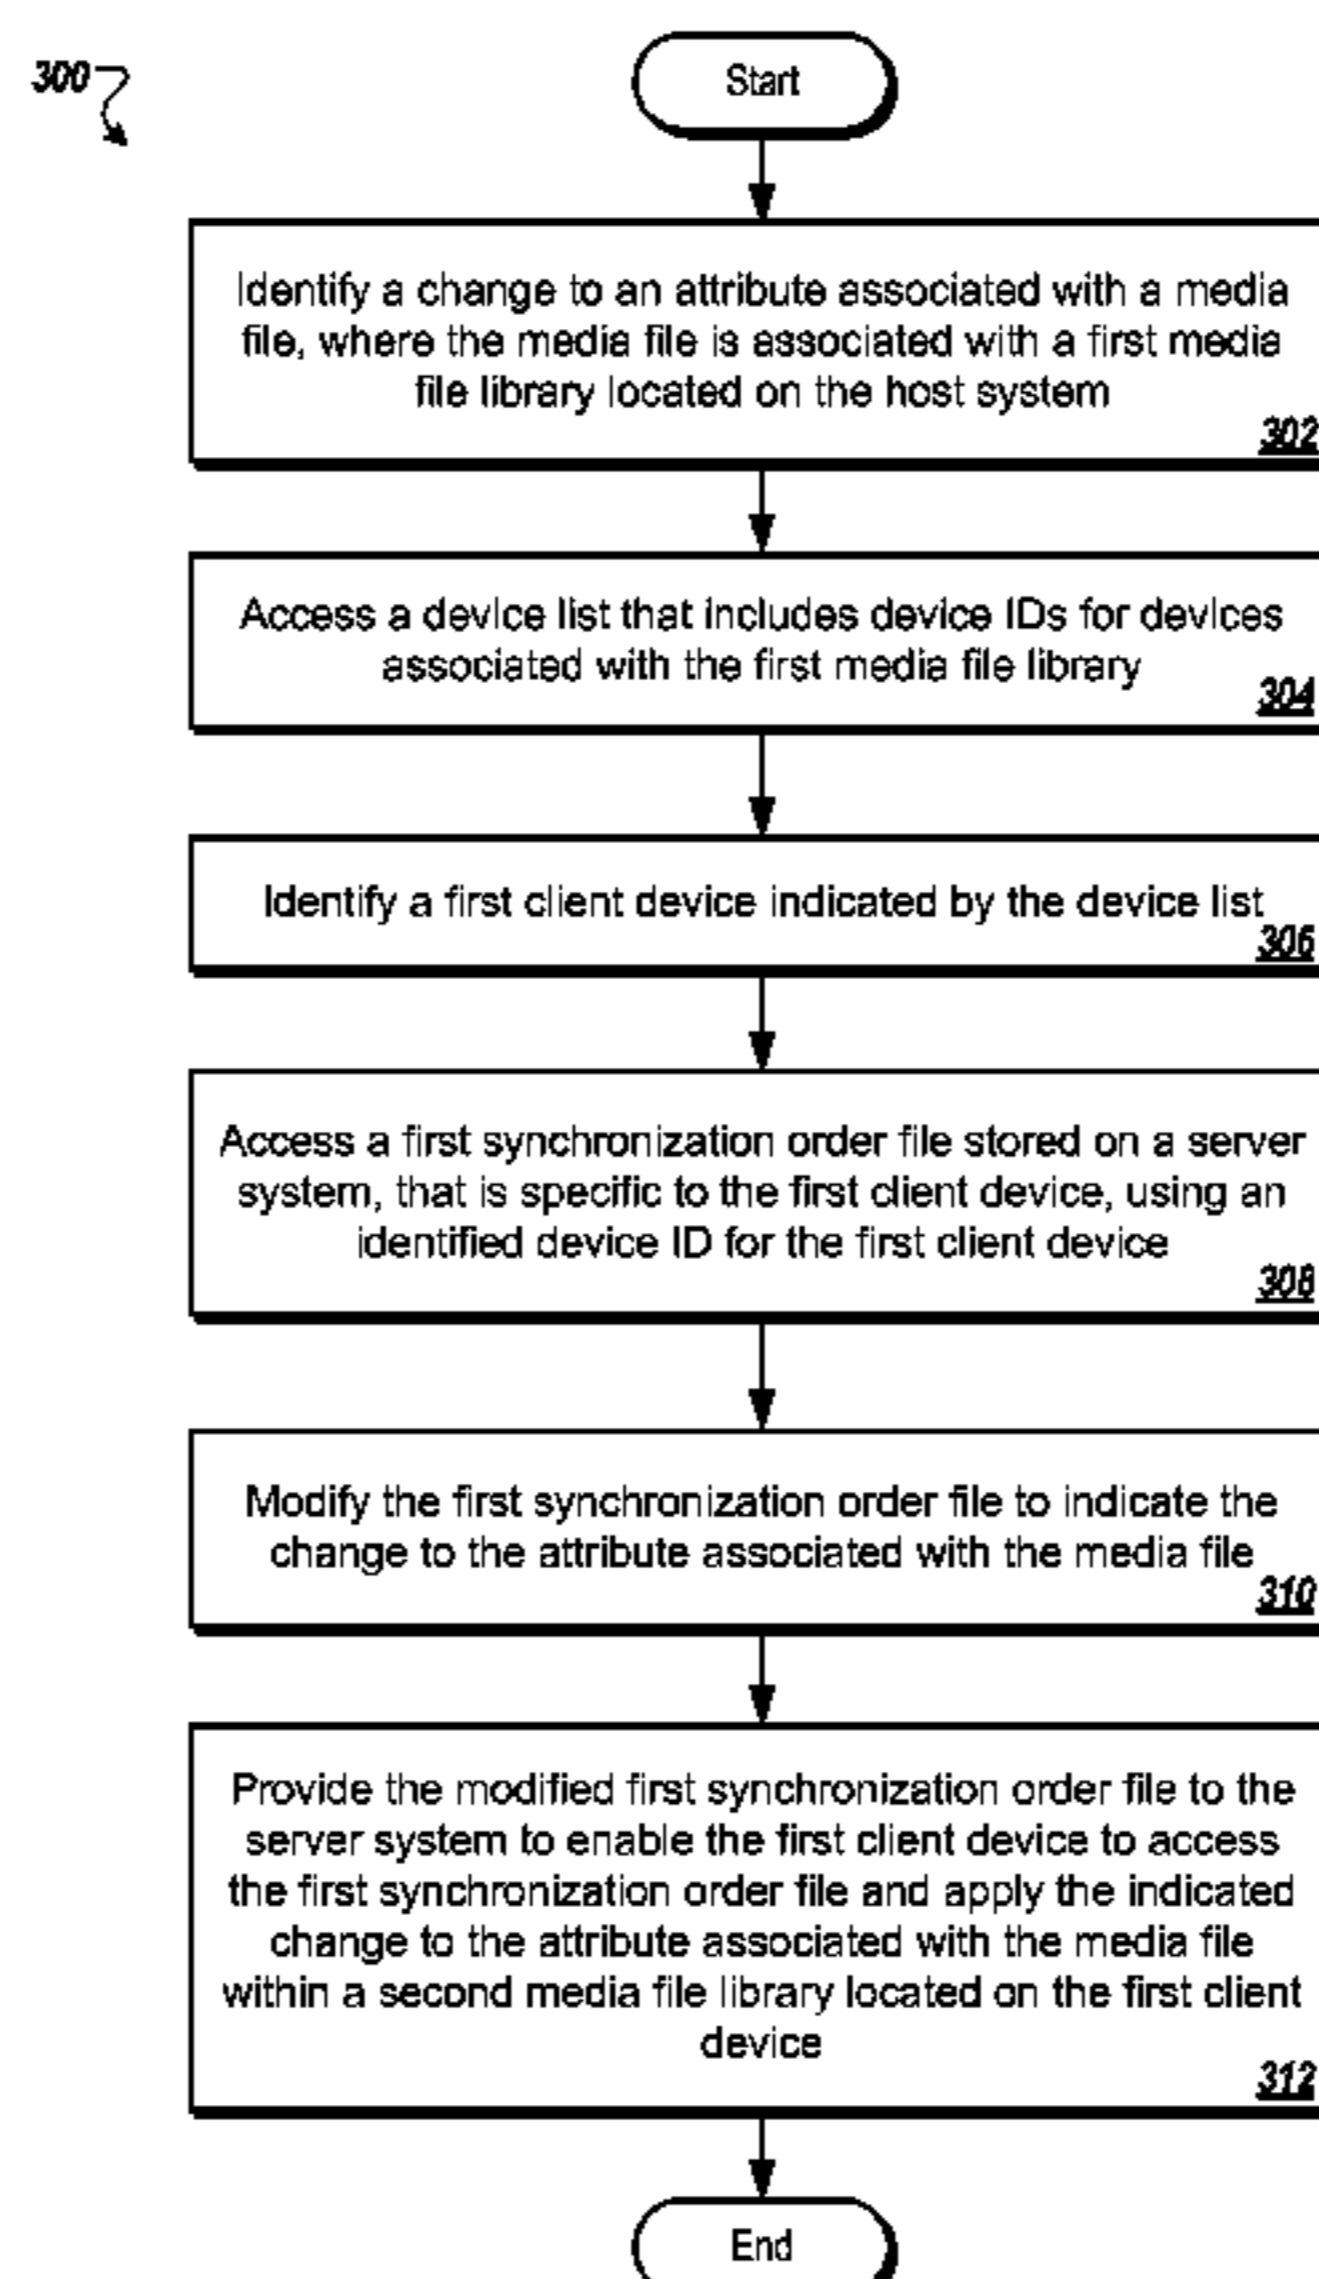 300
Start
Identify a change to an attribute associated with a media
file, where the media file is associated with a first media
file library located on the host system
302
Access a device list that includes device IDs for devices
associated with the first media file library
304
Identify a first client device indicated by the device list
306
Access a first synchronization order file stored on a server
system, that is specific to the first client device, using an
identified device ID for the first client device
308
Modify the first synchronization order file to indicate the
change to the attribute associated with the media file
310
Provide the modified first synchronization order file to the
server system to enable the first client device to access
the first synchronization order file and apply the indicated
change to the attribute associated with the media file
within a second media file library located on the first client
device
312
End